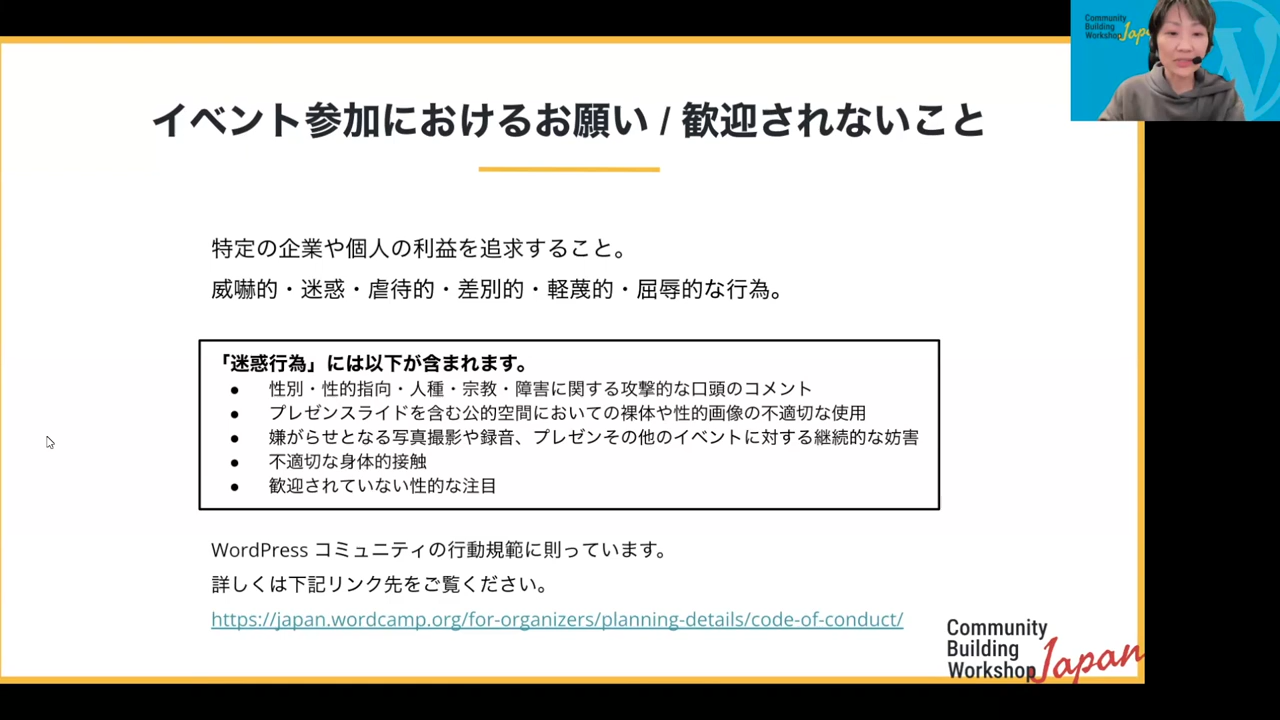 Community
Building
Workshop
Japan
イベント参加におけるお願い / 歓迎されないこと
特定の企業や個人の利益を追求すること。
威嚇的・迷惑・虐待的・差別的・軽蔑的・屈辱的な行為。
「迷惑行為」には以下が含まれます。
● 性別・性的指向・人種・宗教・障害に関する攻撃的な口頭のコメント
● プレゼンスライドを含む公的空間においての裸体や性的画像の不適切な使用
● 嫌がらせとなる写真撮影や録音、プレゼンその他のイベントに対する継続的な妨害
● 不適切な身体的接触
● 歓迎されていない性的な注目
WordPress コミュニティの行動規範に則っています。
詳しくは下記リンク先をご覧ください。
https://japan.wordcamp.org/for-organizers/planning-details/code-of-conduct/
Community
Building
Workshop
Japan